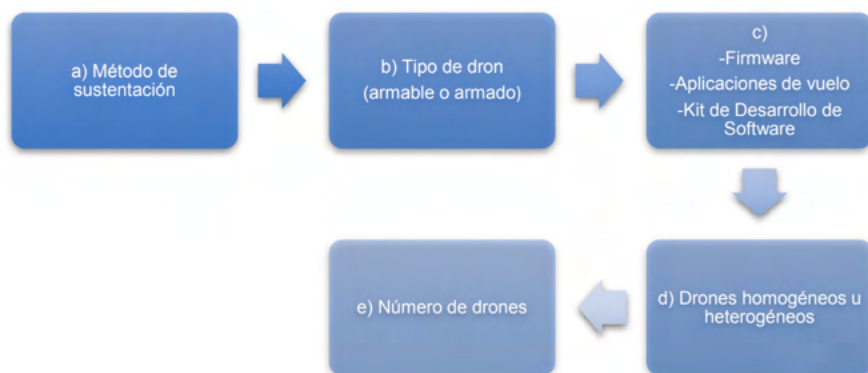 a) Método de
sustentación
b) Tipo de dron
(armable o armado)
c)
-Firmware
-Aplicaciones de vuelo
-Kit de Desarrollo de
Software
d) Drones homogéneos u
heterogéneos
e) Número de drones